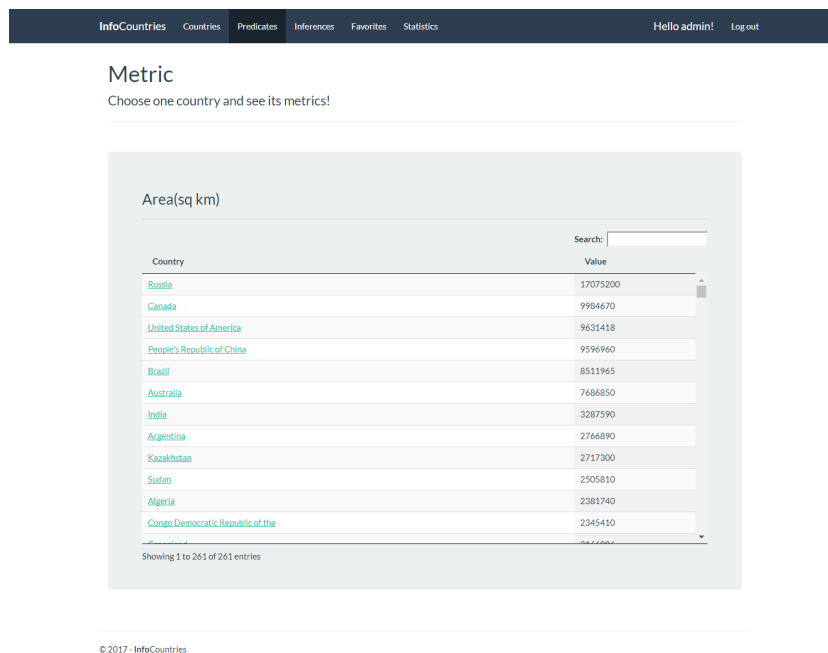 InfoCountries Countries Predicates Inferences Favorites Statistics Hello admin! Log out
Metric
Choose one country and see its metrics!
Area(sq km)
Search:
Country Value
Russia 17075200
Canada 9984670
United States of America 9631418
People's Republic of China 9596960
Brazil 8511965
Australia 7686850
India 3287590
Argentina 2766890
Kazakhstan 2717300
Sudan 2505810
Algeria 2381740
Congo Democratic Republic of the 2345410
Showing 1 to 261 of 261 entries
© 2017 - InfoCountries